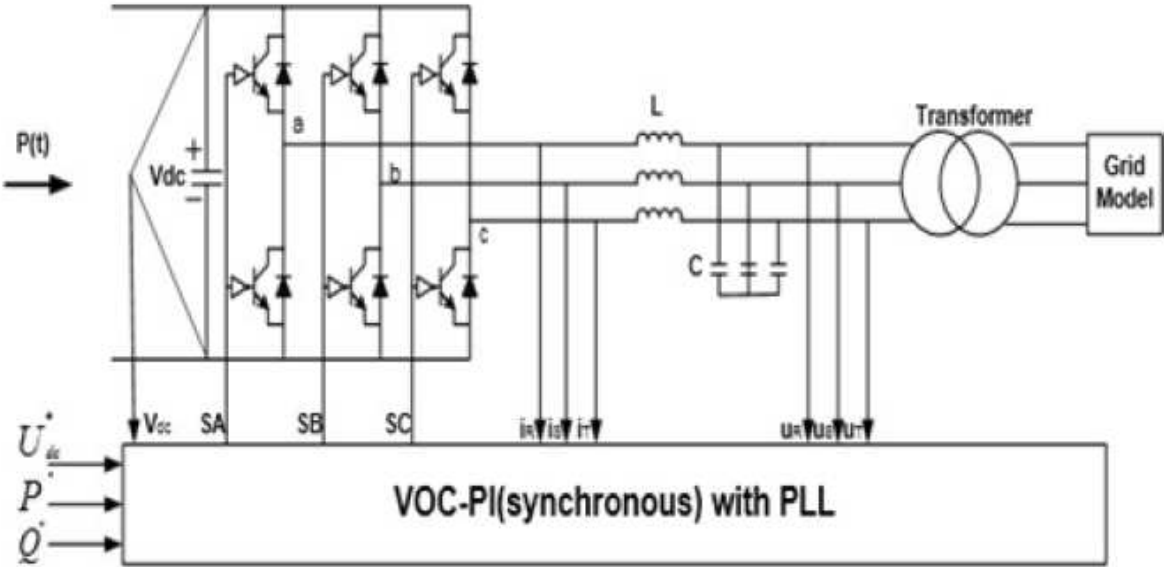 P(t)
+
Vdc
−
a
b
c
L
C
Transformer
Grid
Model
Vdc
SA
SB
SC
iR
iS
iT
uR
uS
uT
U*dc
P*
Q*
VOC-PI(synchronous) with PLL